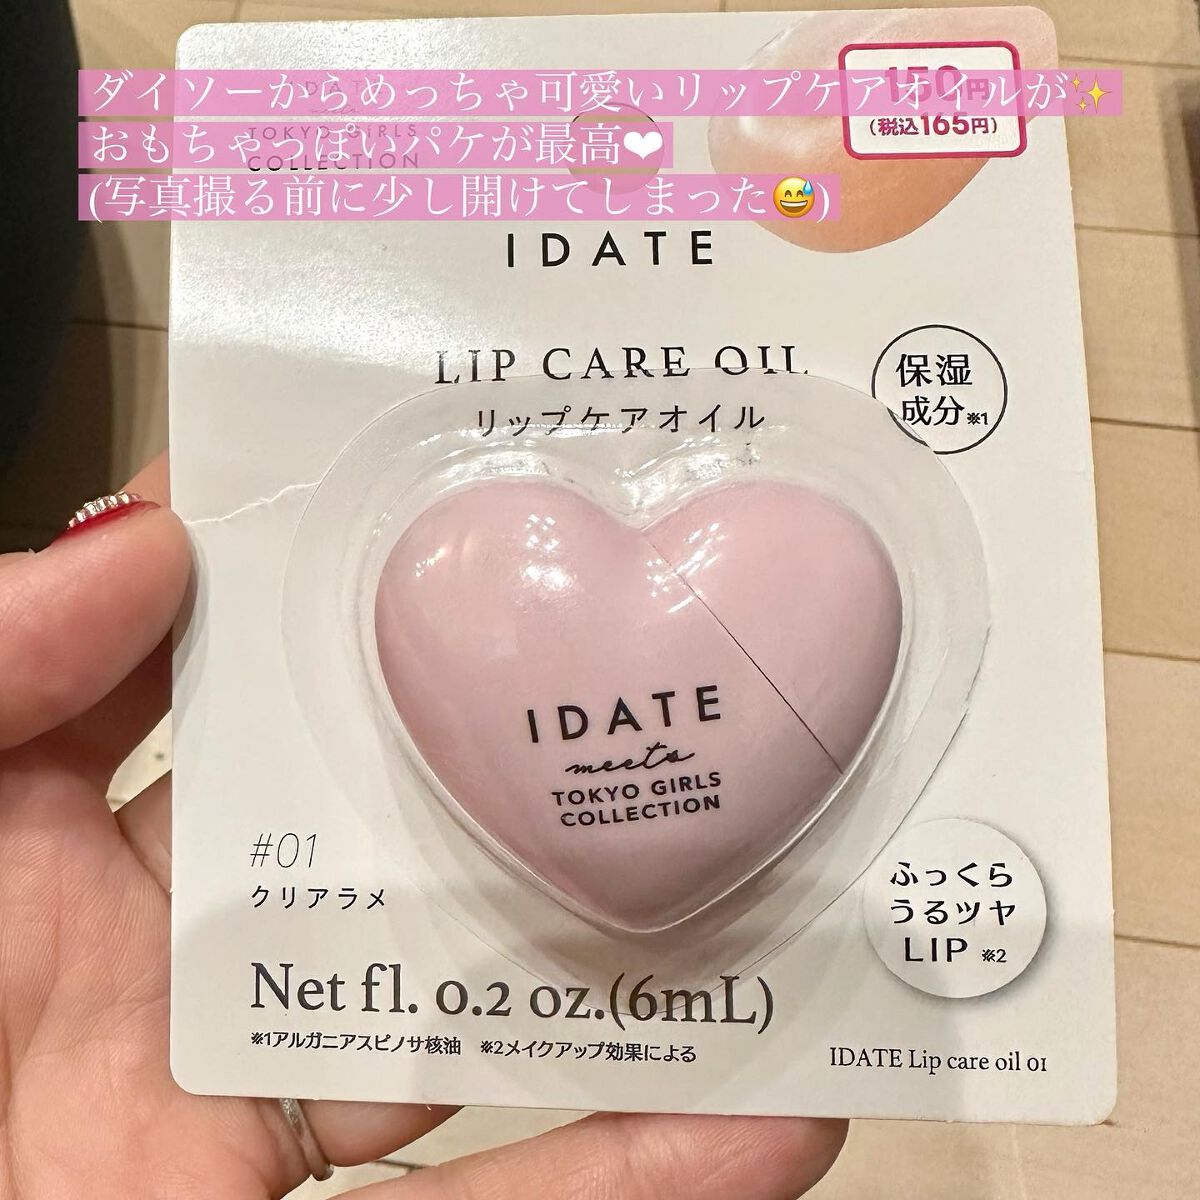 ダイソーからめっちゃ可愛いリップケアオイルが✨
おもちゃっぽいパケが最高❤
(写真撮る前に少し開けてしまった😅)
IDATE
TOKYO GIRLS
COLLECTION
150円
(税込165円)
IDATE
LIP CARE OIL
リップケアオイル
保湿
成分※1
IDATE
meets
TOKYO GIRLS
COLLECTION
#01
クリアラメ
ふっくら
うるツヤ
LIP ※2
Net fl. 0.2 oz.(6mL)
※1アルガニアスピノサ核油 ※2メイクアップ効果による
IDATE Lip care oil 01